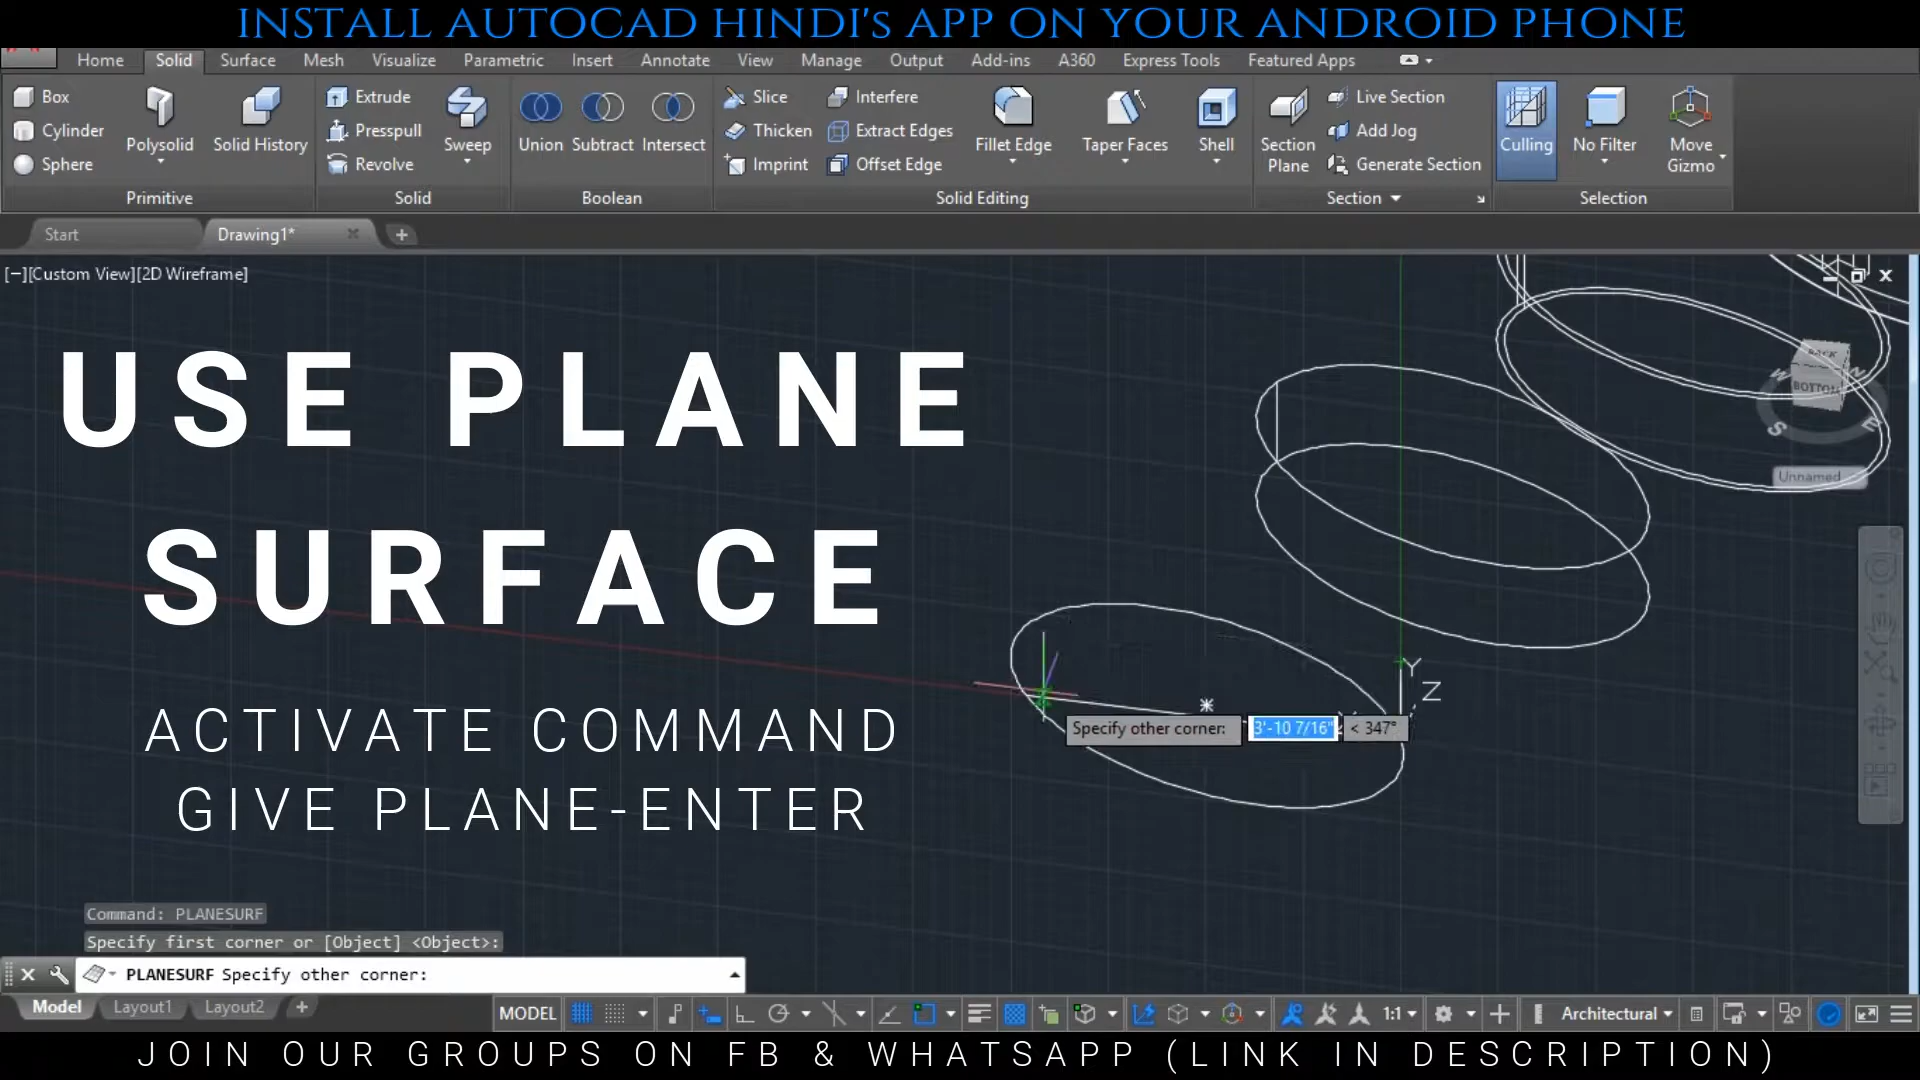 INSTALL AUTOCAD HINDI's APP ON YOUR ANDROID PHONE
Home Solid Surface Mesh Visualize Parametric Insert Annotate View Manage Output Add-ins A360 Express Tools Featured Apps
Box
Cylinder
Sphere
Polysolid
Solid History
Primitive
Extrude
Presspull
Revolve
Sweep
Solid
Union Subtract Intersect
Boolean
Slice
Thicken
Imprint
Interfere
Extract Edges
Offset Edge
Fillet Edge
Taper Faces
Shell
Solid Editing
Section
Plane
Live Section
Add Jog
Generate Section
Section
Culling
No Filter
Move
Gizmo
Selection
Start
Drawing1*
[−][Custom View][2D Wireframe]
USE PLANE
SURFACE
ACTIVATE COMMAND
GIVE PLANE-ENTER
BACK
BOTTOM
W N
S E
Unnamed
Y
Z
Specify other corner: 3'-10 7/16" < 347°
Command: PLANESURF
Specify first corner or [Object] <Object>:
PLANESURF Specify other corner:
Model Layout1 Layout2 +
MODEL 1:1 Architectural
JOIN OUR GROUPS ON FB & WHATSAPP (LINK IN DESCRIPTION)